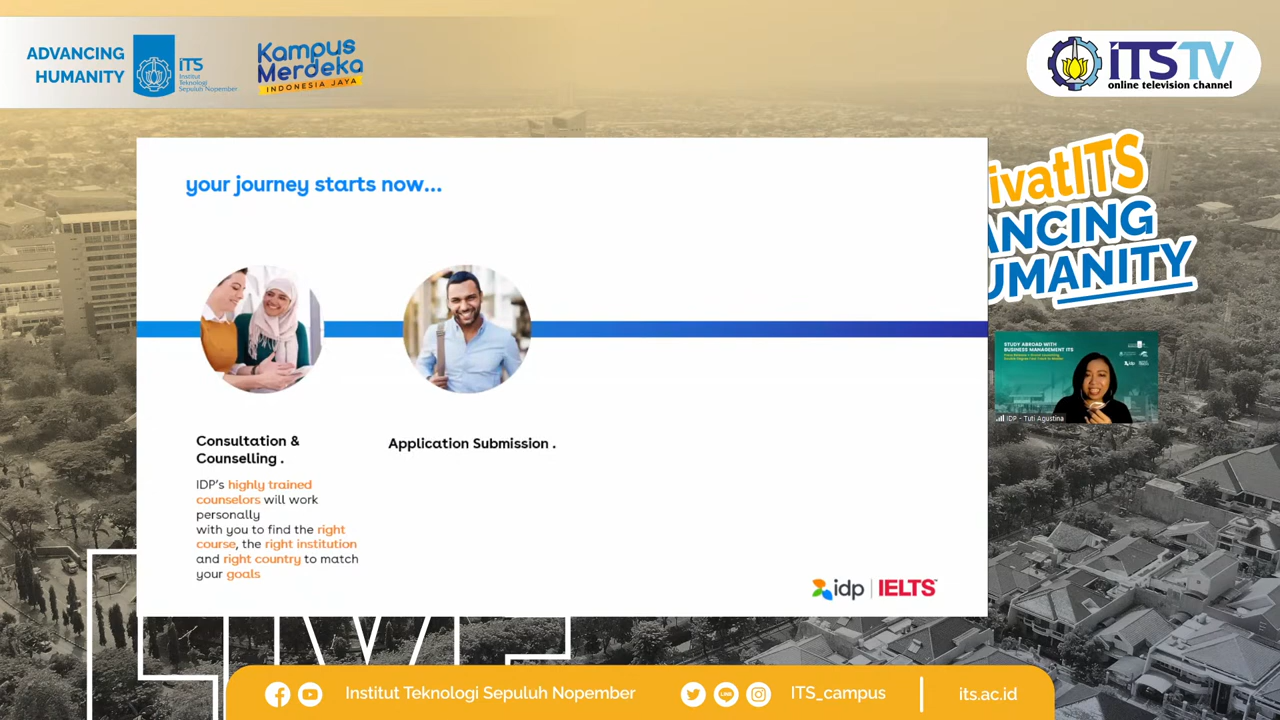 ADVANCING
HUMANITY
ITS
Institut
Teknologi
Sepuluh Nopember
Kampus
Merdeka
INDONESIA JAYA
ITSTV
online television channel
your journey starts now...
ivatITS
ANCING
UMANITY
STUDY ABROAD WITH
BUSINESS MANAGEMENT ITS
IDP - Tuti Agustina
Consultation &
Counselling .
Application Submission .
IDP's highly trained
counselors will work
personally
with you to find the right
course, the right institution
and right country to match
your goals
idp | IELTS™
LIVE
Institut Teknologi Sepuluh Nopember
ITS_campus
its.ac.id